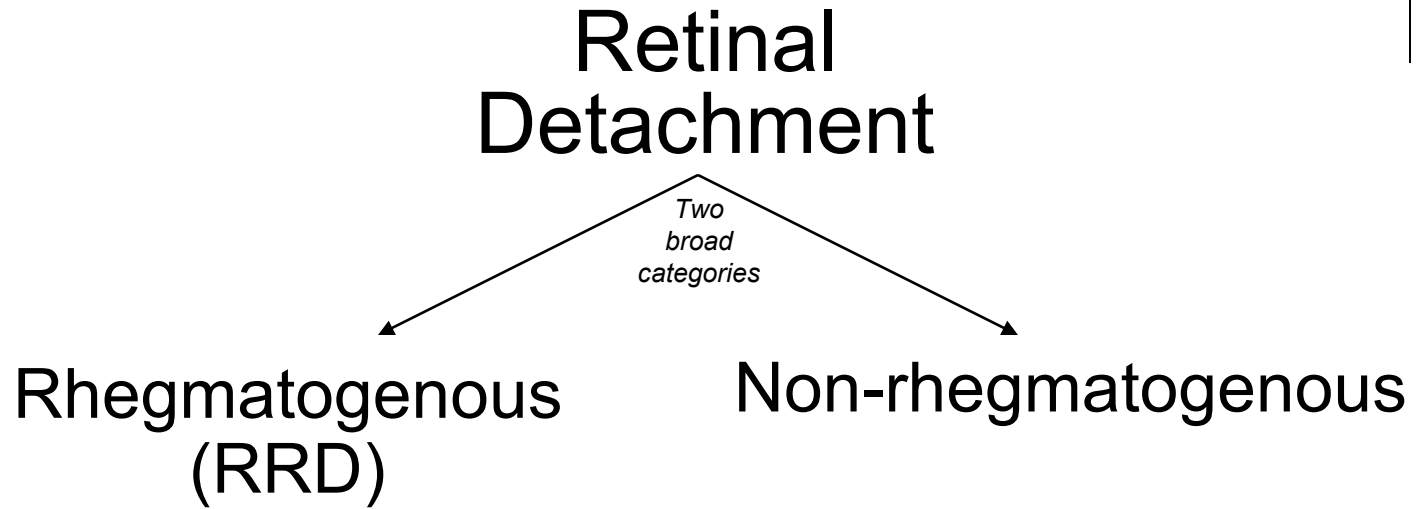 Retinal
Detachment
Two
broad
categories
Rhegmatogenous
(RRD)
Non-rhegmatogenous